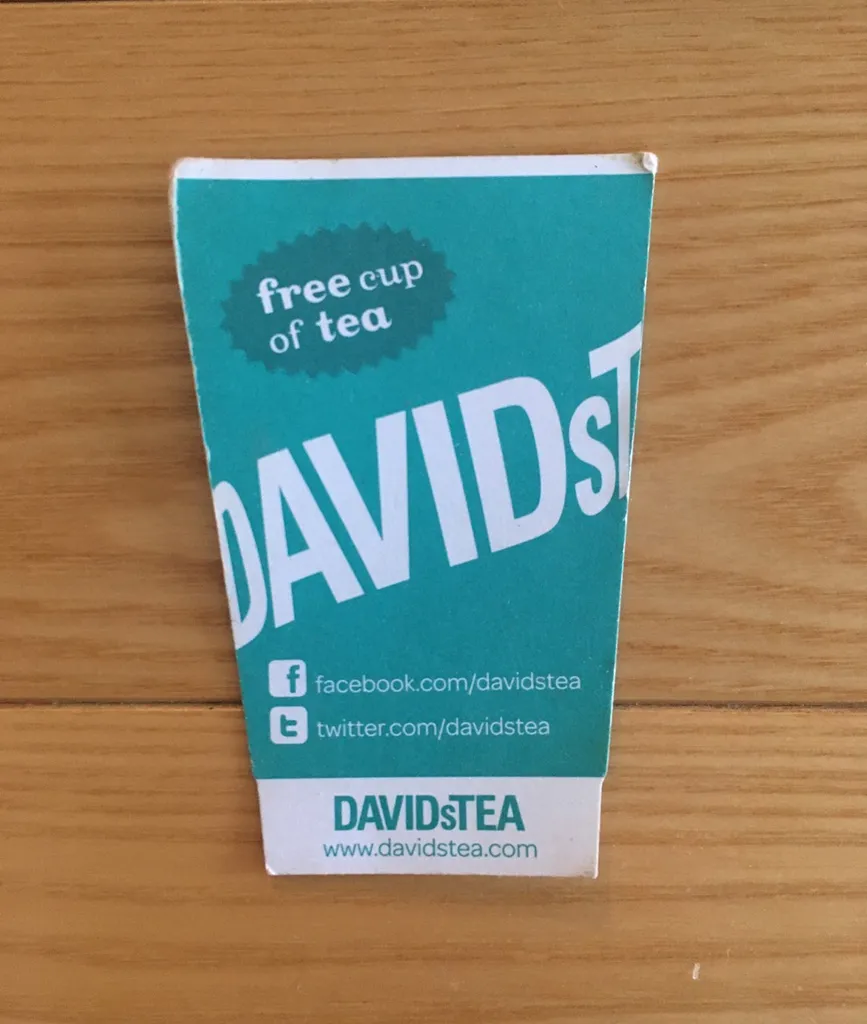 free cup
of tea
DAVIDsT
facebook.com/davidstea
twitter.com/davidstea
DAVIDsTEA
www.davidstea.com